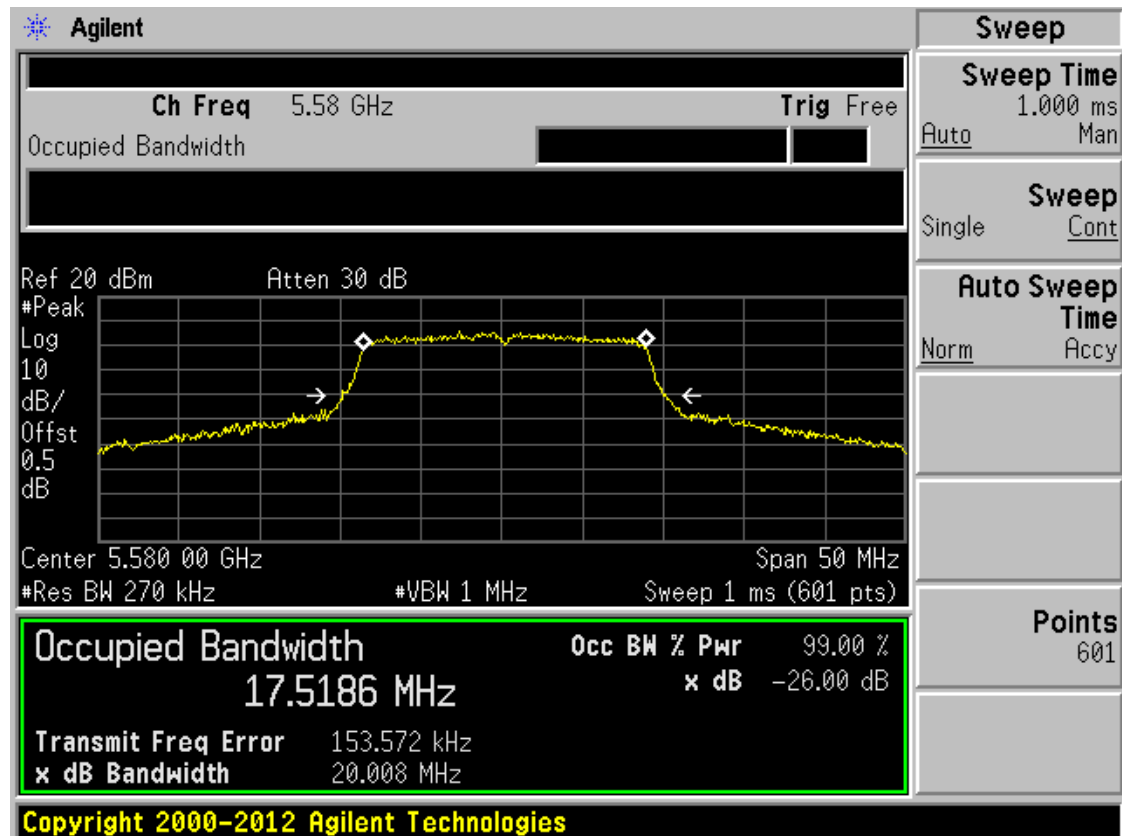 Agilent
Ch Freq 5.58 GHz Trig Free
Occupied Bandwidth
Ref 20 dBm Atten 30 dB
#Peak
Log
10
dB/
Offst
0.5
dB
Center 5.580 00 GHz Span 50 MHz
#Res BW 270 kHz #VBW 1 MHz Sweep 1 ms (601 pts)
Occupied Bandwidth
17.5186 MHz
Occ BW % Pwr 99.00 %
x dB -26.00 dB
Transmit Freq Error 153.572 kHz
x dB Bandwidth 20.008 MHz
Copyright 2000-2012 Agilent Technologies
Sweep
Sweep Time
1.000 ms
Auto Man
Sweep
Single Cont
Auto Sweep
Time
Norm Accy
Points
601